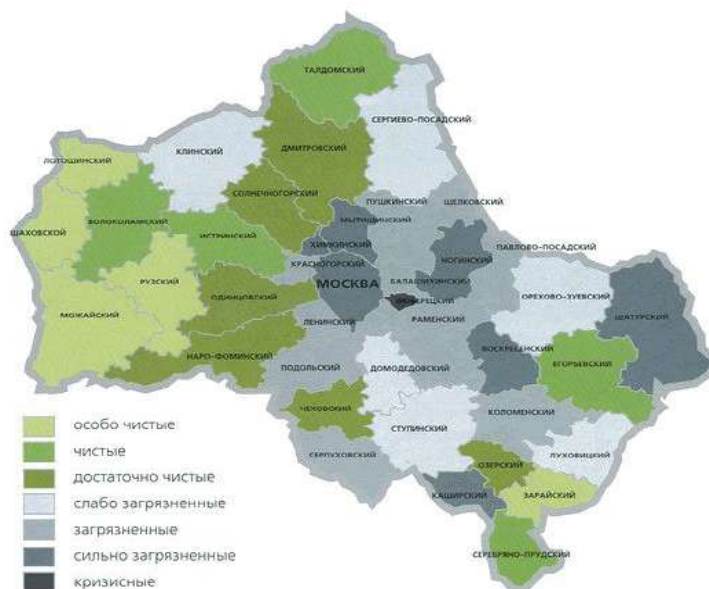 ТАЛДОМСКИЙ
СЕРГИЕВО-ПОСАДСКИЙ
КЛИНСКИЙ
ДМИТРОВСКИЙ
ЛОТОШИНСКИЙ
СОЛНЕЧНОГОРСКИЙ
ПУШКИНСКИЙ
ЩЕЛКОВСКИЙ
ШАХОВСКОЙ
ВОЛОКОЛАМСКИЙ
МЫТИЩИНСКИЙ
ИСТРИНСКИЙ
ХИМКИНСКИЙ
ПАВЛОВО-ПОСАДСКИЙ
КРАСНОГОРСКИЙ
НОГИНСКИЙ
РУЗСКИЙ
МОСКВА
БАЛАШИХИНСКИЙ
ОДИНЦОВСКИЙ
ЛЮБЕРЕЦКИЙ
ОРЕХОВО-ЗУЕВСКИЙ
МОЖАЙСКИЙ
ЛЕНИНСКИЙ
РАМЕНСКИЙ
ШАТУРСКИЙ
НАРО-ФОМИНСКИЙ
ВОСКРЕСЕНСКИЙ
ПОДОЛЬСКИЙ
ДОМОДЕДОВСКИЙ
ЕГОРЬЕВСКИЙ
ЧЕХОВСКИЙ
КОЛОМЕНСКИЙ
СТУПИНСКИЙ
СЕРПУХОВСКИЙ
ЛУХОВИЦКИЙ
ОЗЕРСКИЙ
КАШИРСКИЙ
ЗАРАЙСКИЙ
СЕРЕБРЯНО-ПРУДСКИЙ
особо чистые
чистые
достаточно чистые
слабо загрязненные
загрязненные
сильно загрязненные
кризисные